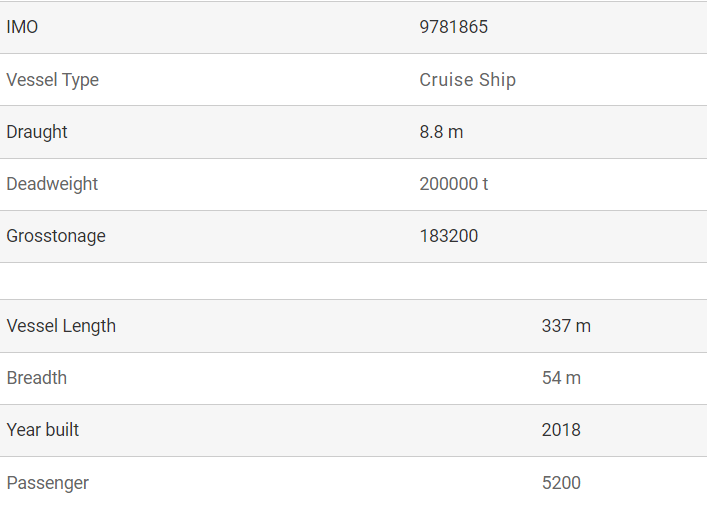 IMO 9781865
Vessel Type Cruise Ship
Draught 8.8 m
Deadweight 200000 t
Grosstonage 183200
Vessel Length 337 m
Breadth 54 m
Year built 2018
Passenger 5200